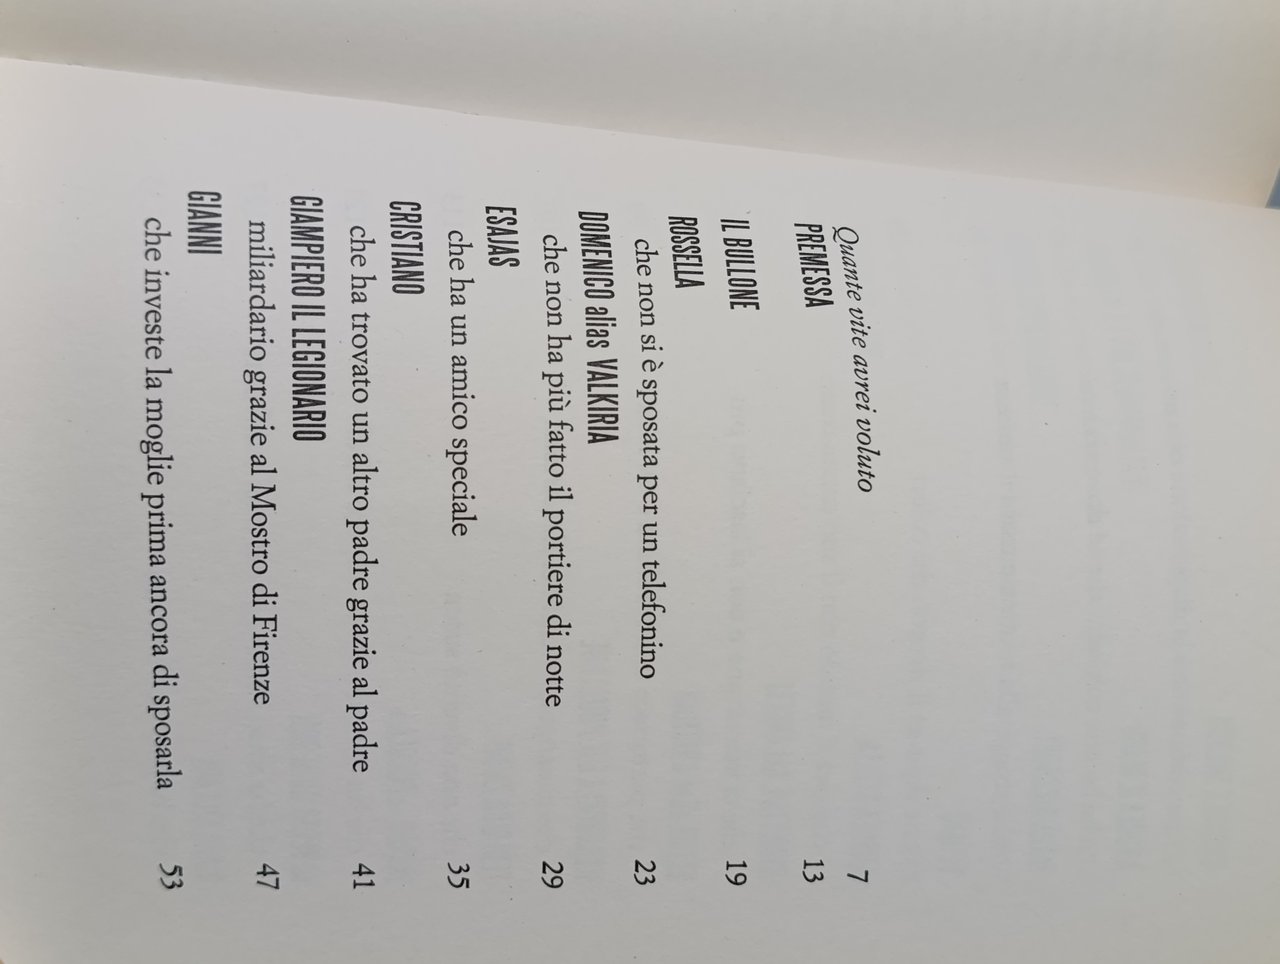 Quante vite avrei voluto 7
PREMESSA 13
IL BULLONE 19
ROSSELLA
che non si è sposata per un telefonino 23
DOMENICO alias VALKIRIA
che non ha più fatto il portiere di notte 29
ESAJAS
che ha un amico speciale 35
CRISTIANO
che ha trovato un altro padre grazie al padre 41
GIAMPIERO IL LEGIONARIO
miliardario grazie al Mostro di Firenze 47
GIANNI
che investe la moglie prima ancora di sposarla 53